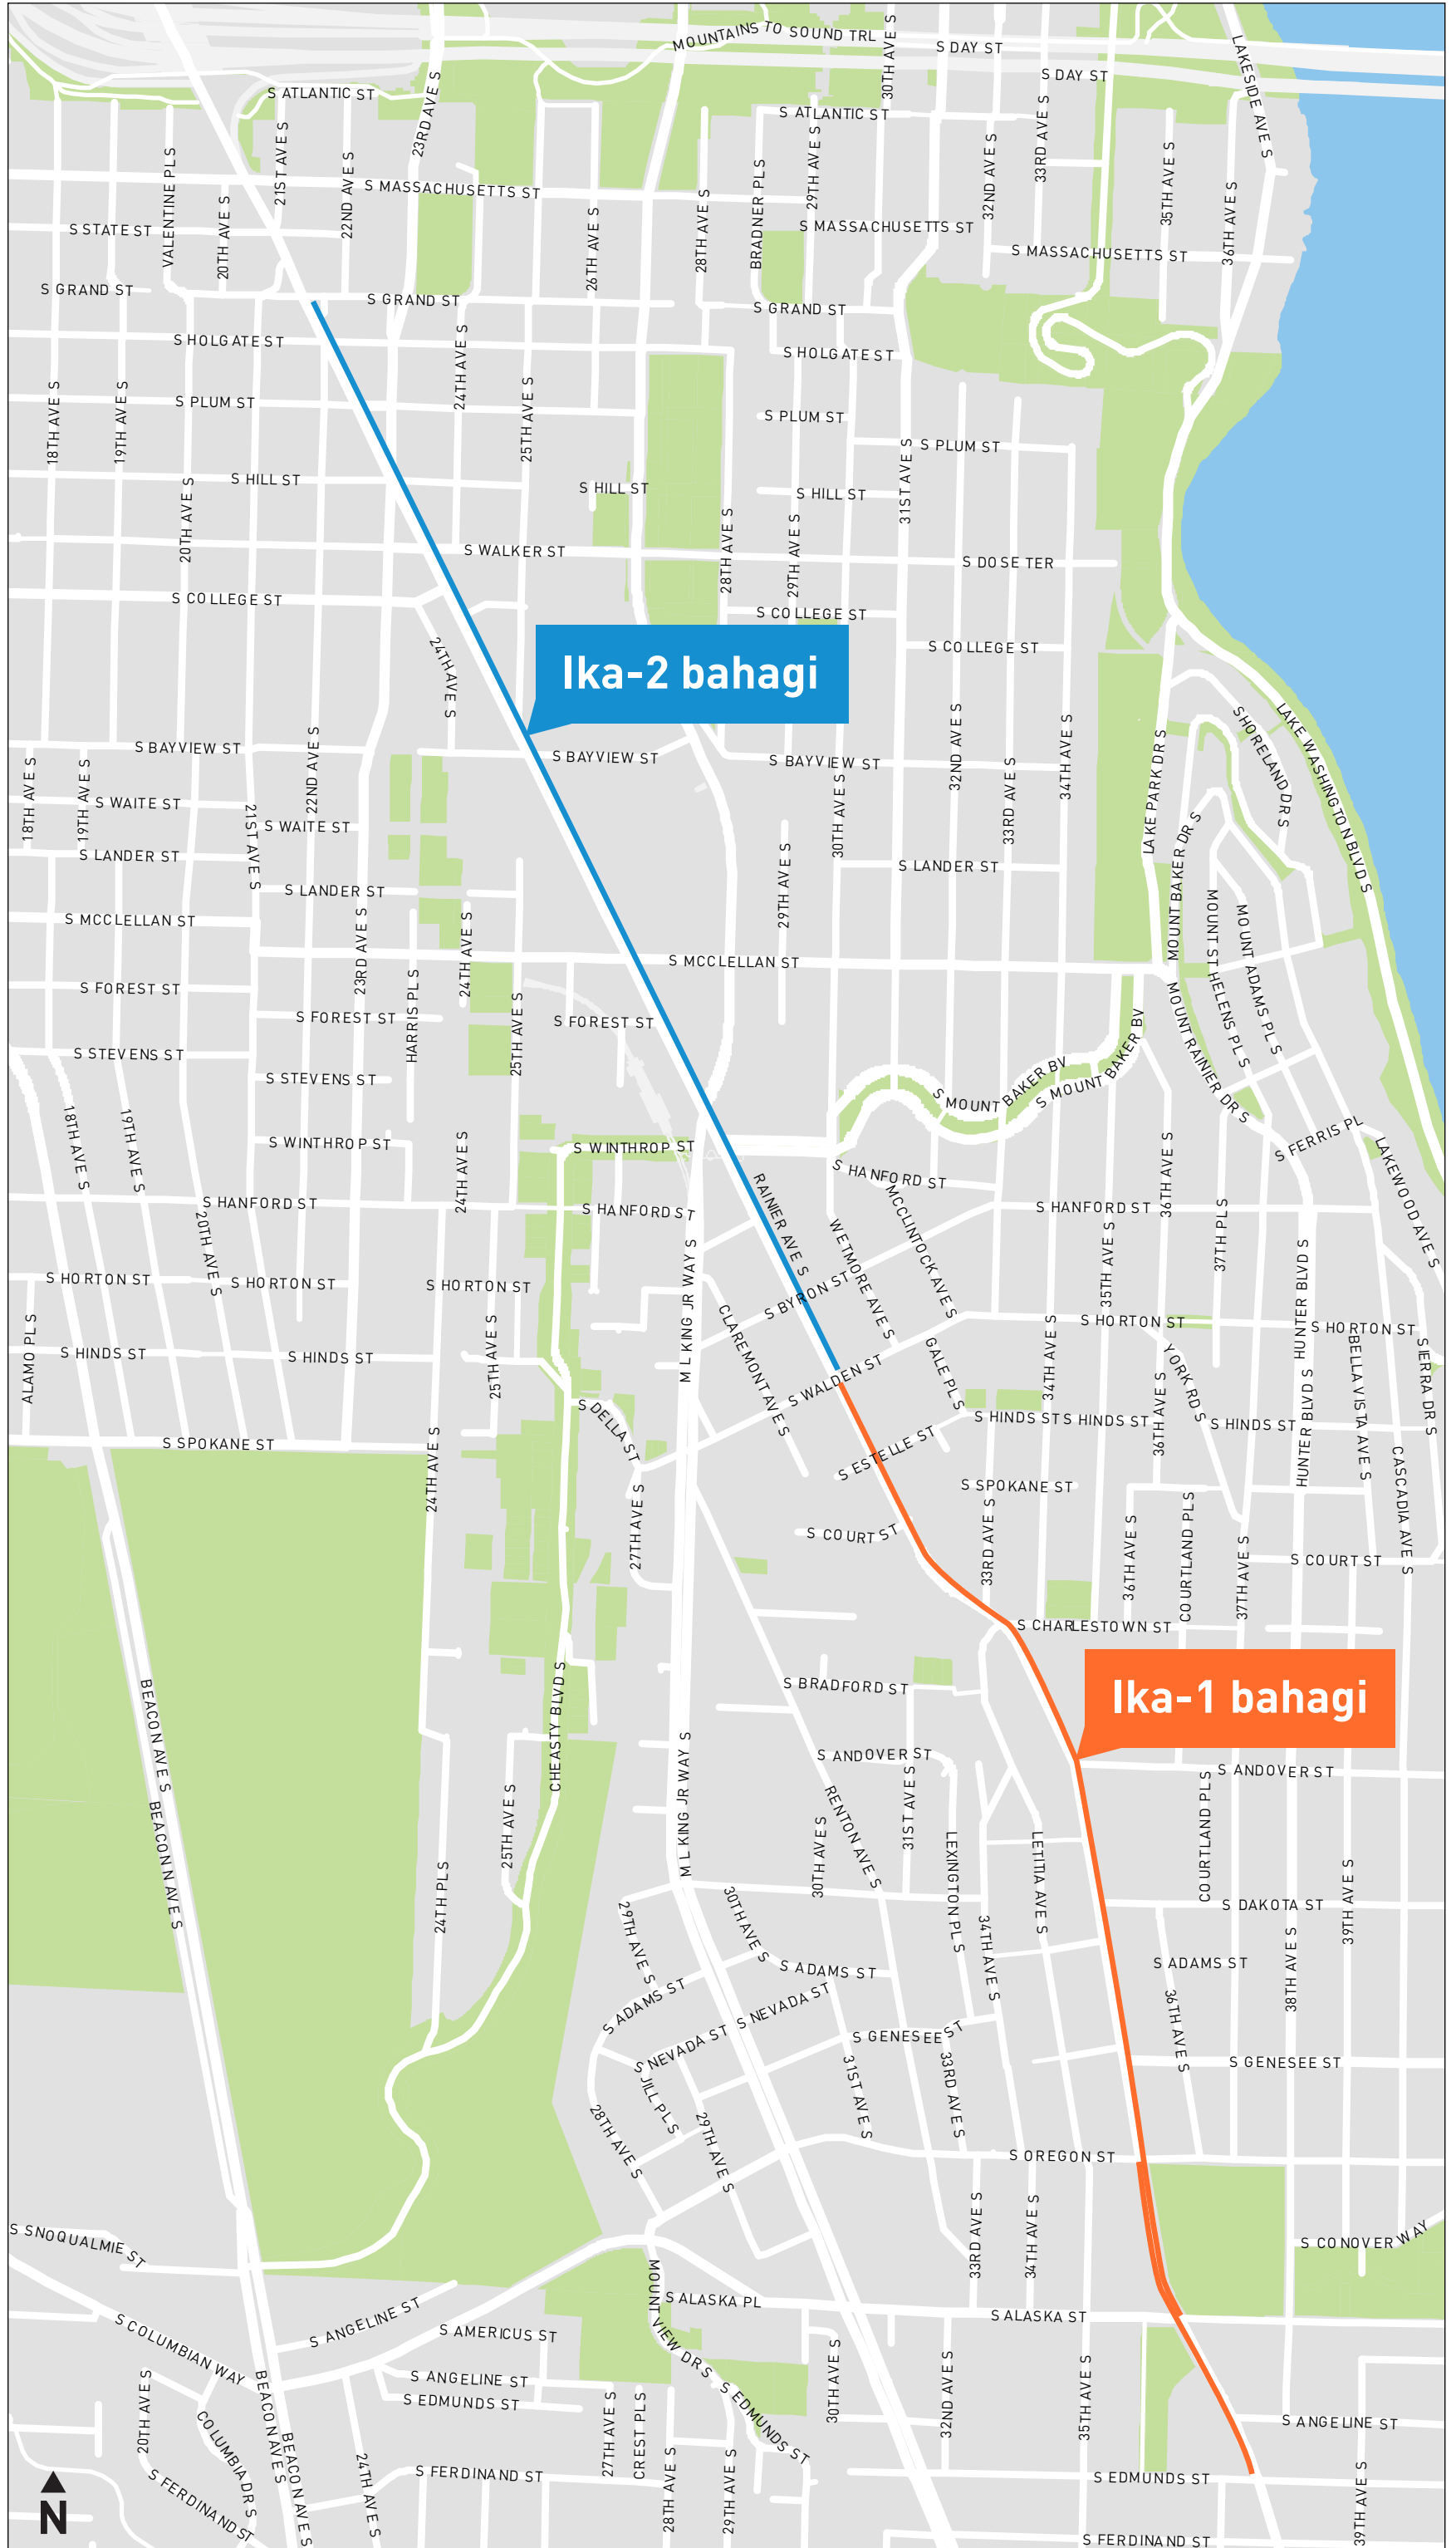 MOUNTAINS TO SOUND TRL
30TH AVE S
S DAY ST
S DAY ST
LAKESIDE AVE S
S ATLANTIC ST
23RD AVE S
S ATLANTIC ST
21ST AVE S
22ND AVE S
VALENTINE PL S
20TH AVE S
S MASSACHUSETTS ST
26TH AVE S
28TH AVE S
BRADNER PL S
29TH AVE S
S MASSACHUSETTS ST
32ND AVE S
33RD AVE S
S MASSACHUSETTS ST
35TH AVE S
36TH AVE S
S STATE ST
S GRAND ST
S GRAND ST
S GRAND ST
S HOLGATE ST
S HOLGATE ST
24TH AVE S
25TH AVE S
18TH AVE S
19TH AVE S
S PLUM ST
S PLUM ST
S PLUM ST
31ST AVE S
S HILL ST
S HILL ST
S HILL ST
20TH AVE S
28TH AVE S
29TH AVE S
S WALKER ST
S DOSE TER
S COLLEGE ST
S COLLEGE ST
S COLLEGE ST
24TH AVE S
Ika-2 bahagi
S BAYVIEW ST
S BAYVIEW ST
S BAYVIEW ST
22ND AVE S
32ND AVE S
33RD AVE S
34TH AVE S
LAKE PARK DR S
SHORELAND DR S
LAKE WASHINGTON BLVD S
18TH AVE S
19TH AVE S
S WAITE ST
S WAITE ST
21ST AVE S
30TH AVE S
S LANDER ST
S LANDER ST
S LANDER ST
29TH AVE S
MOUNT BAKER DR S
MOUNT ST HELENS PL S
MOUNT ADAMS PL S
S MCCLELLAN ST
S MCCLELLAN ST
23RD AVE S
HARRIS PL S
24TH AVE S
25TH AVE S
S FOREST ST
S FOREST ST
S FOREST ST
MOUNT RAINIER DR S
S STEVENS ST
S STEVENS ST
S MOUNT BAKER BV
S MOUNT BAKER BV
18TH AVE S
19TH AVE S
S WINTHROP ST
S WINTHROP ST
24TH AVE S
S FERRIS PL
LAKEWOOD AVE S
S HANFORD ST
S HANFORD ST
S HANFORD ST
S HANFORD ST
RAINIER AVE S
WETMORE AVE S
MCCLINTOCK AVE S
36TH AVE S
35TH AVE S
37TH PL S
HUNTER BLVD S
20TH AVE S
M L KING JR WAY S
S HORTON ST
S HORTON ST
S HORTON ST
S BYRON ST
S HORTON ST
S HORTON ST
ALAMO PL S
S HINDS ST
S HINDS ST
25TH AVE S
CLAREMONT AVE S
S WALDEN ST
GALE PL S
34TH AVE S
YORK RD S
36TH AVE S
HUNTER BLVD S
BELLA VISTA AVE S
SIERRA DR S
S HINDS ST
S HINDS ST
S HINDS ST
S DELLA ST
S SPOKANE ST
24TH AVE S
S ESTELLE ST
S SPOKANE ST
CASCADIA AVE S
27TH AVE S
S COURT ST
33RD AVE S
36TH AVE S
COURTLAND PL S
37TH AVE S
S COURT ST
S CHARLESTOWN ST
BEACON AVE S
CHEASTY BLVD S
S BRADFORD ST
Ika-1 bahagi
M L KING JR WAY S
S ANDOVER ST
S ANDOVER ST
BEACON AVE S
24TH PL S
25TH AVE S
RENTON AVE S
30TH AVE S
31ST AVE S
LEXINGTON PL S
LETITIA AVE S
COURTLAND PL S
39TH AVE S
S DAKOTA ST
29TH AVE S
30TH AVE S
34TH AVE S
38TH AVE S
S ADAMS ST
S ADAMS ST
S ADAMS ST
36TH AVE S
S NEVADA ST
S NEVADA ST
S GENESEE ST
S GENESEE ST
JILL PL S
31ST AVE S
33RD AVE S
28TH AVE S
29TH AVE S
S OREGON ST
33RD AVE S
34TH AVE S
S SNOQUALMIE ST
S CONOVER WAY
MOUNT VIEW DR S
S ALASKA PL
S ALASKA ST
S COLUMBIAN WAY
S ANGELINE ST
S AMERICUS ST
S ANGELINE ST
S EDMUNDS ST
S EDMUNDS ST
30TH AVE S
32ND AVE S
35TH AVE S
20TH AVE S
COLUMBIA DR S
BEACON AVE S
BEACON AVE S
24TH AVE S
27TH AVE S
CREST PL S
28TH AVE S
29TH AVE S
S ANGELINE ST
S FERDINAND ST
S FERDINAND ST
S EDMUNDS ST
39TH AVE S
S FERDINAND ST
N